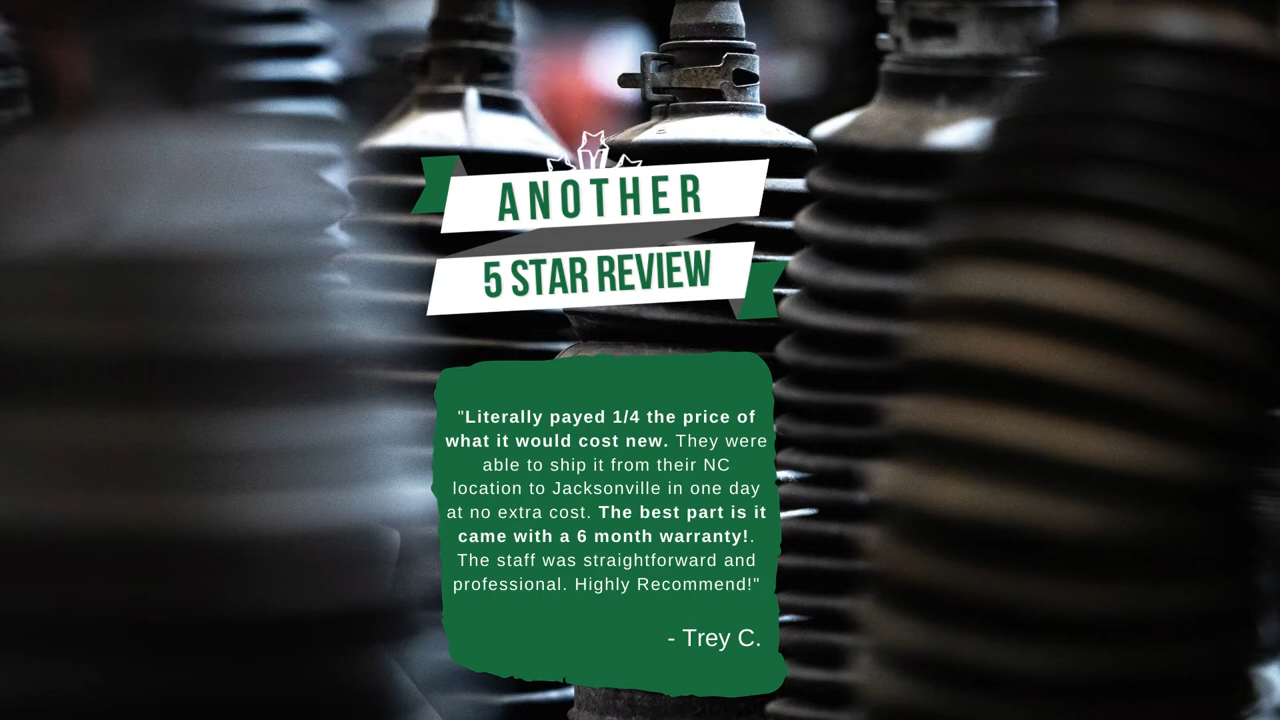 ANOTHER
5 STAR REVIEW
"Literally payed 1/4 the price of
what it would cost new. They were
able to ship it from their NC
location to Jacksonville in one day
at no extra cost. The best part is it
came with a 6 month warranty!.
The staff was straightforward and
professional. Highly Recommend!"
- Trey C.